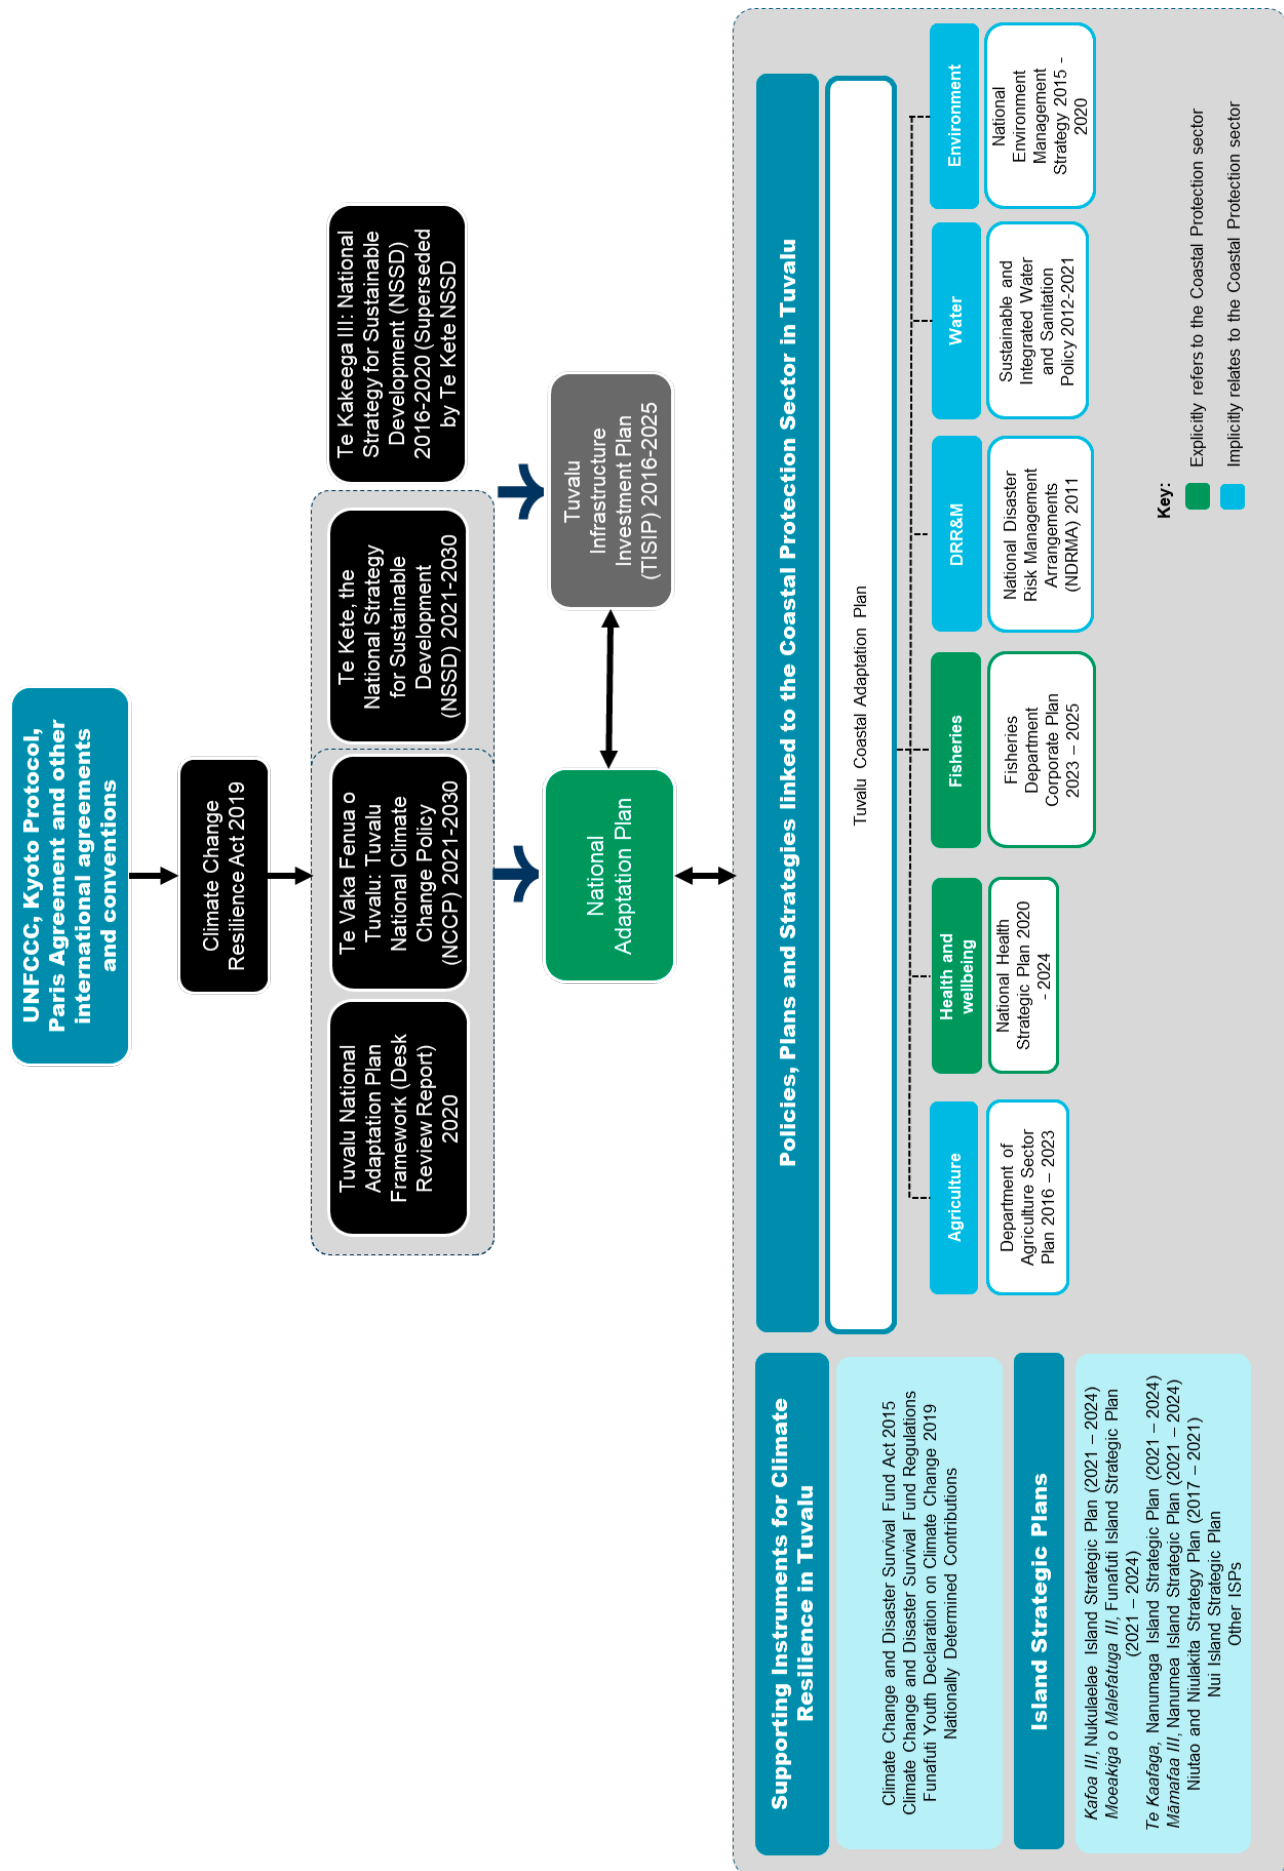 UNFCCC, Kyoto Protocol,
Paris Agreement and other
international agreements
and conventions
Climate Change
Resilience Act 2019
Tuvalu National
Adaptation Plan
Framework (Desk
Review Report)
2020
Te Vaka Fenua o
Tuvalu: Tuvalu
National Climate
Change Policy
(NCCP) 2021-2030
Te Kete, the
National Strategy
for Sustainable
Development
(NSSD) 2021-2030
Te Kakeega III: National
Strategy for Sustainable
Development (NSSD)
2016-2020 (Superseded
by Te Kete NSSD
National
Adaptation Plan
Tuvalu
Infrastructure
Investment Plan
(TISIP) 2016-2025
Supporting Instruments for Climate
Resilience in Tuvalu
Climate Change and Disaster Survival Fund Act 2015
Climate Change and Disaster Survival Fund Regulations
Funafuti Youth Declaration on Climate Change 2019
Nationally Determined Contributions
Island Strategic Plans
Kafoa III, Nukulaelae Island Strategic Plan (2021 – 2024)
Moeakiga o Malefatuga III, Funafuti Island Strategic Plan
(2021 – 2024)
Te Kaafaga, Nanumaga Island Strategic Plan (2021 – 2024)
Māmafaa III, Nanumea Island Strategic Plan (2021 – 2024)
Niutao and Niulakita Strategy Plan (2017 – 2021)
Nui Island Strategic Plan
Other ISPs
Policies, Plans and Strategies linked to the Coastal Protection Sector in Tuvalu
Tuvalu Coastal Adaptation Plan
Agriculture
Department of
Agriculture Sector
Plan 2016 – 2023
Health and
wellbeing
National Health
Strategic Plan 2020
- 2024
Fisheries
Fisheries
Department
Corporate Plan
2023 – 2025
DRR&M
National Disaster
Risk Management
Arrangements
(NDRMA) 2011
Water
Sustainable and
Integrated Water
and Sanitation
Policy 2012-2021
Environment
National
Environment
Management
Strategy 2015 -
2020
Key:
Explicitly refers to the Coastal Protection sector
Implicitly relates to the Coastal Protection sector